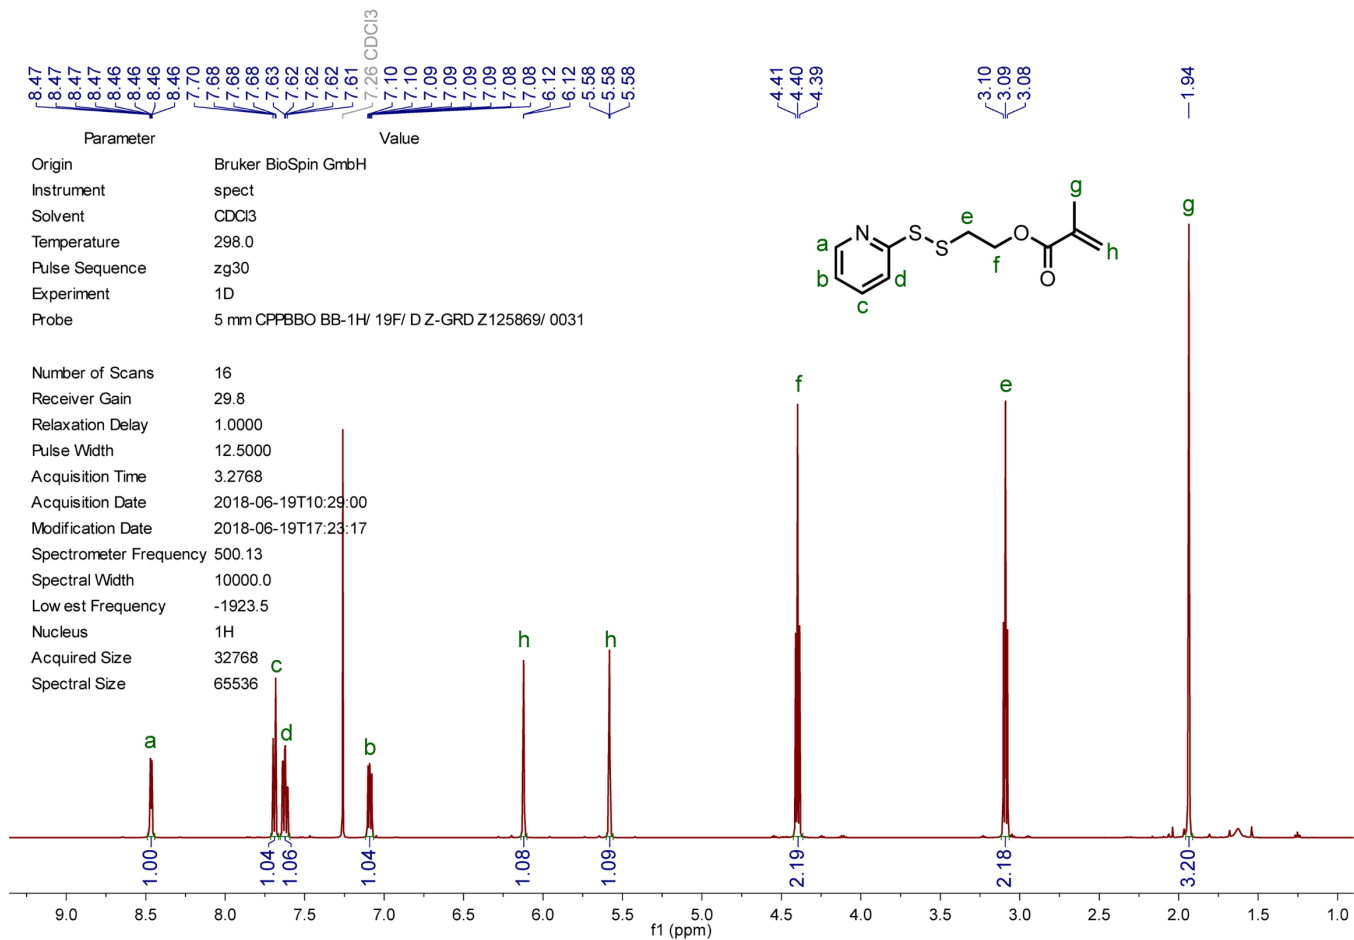 8.47 8.47 8.47 8.47 8.46 8.46 8.46 8.46 7.70 7.68 7.68 7.68 7.63 7.62 7.62 7.62 7.61 7.26 CDCl3 7.10 7.10 7.09 7.09 7.09 7.09 7.08 7.08 6.12 6.12 5.58 5.58 5.58 4.41 4.40 4.39 3.10 3.09 3.08 1.94
Parameter Value
Origin Bruker BioSpin GmbH
Instrument spect
Solvent CDCl3
Temperature 298.0
Pulse Sequence zg30
Experiment 1D
Probe 5 mm CPPBBO BB-1H/ 19F/ D Z-GRD Z125869/ 0031
Number of Scans 16
Receiver Gain 29.8
Relaxation Delay 1.0000
Pulse Width 12.5000
Acquisition Time 3.2768
Acquisition Date 2018-06-19T10:29:00
Modification Date 2018-06-19T17:23:17
Spectrometer Frequency 500.13
Spectral Width 10000.0
Lowest Frequency -1923.5
Nucleus 1H
Acquired Size 32768
Spectral Size 65536
g
e
a N S S O h
b d f O
c
a c d b h h f e g
1.00 1.04 1.06 1.04 1.08 1.09 2.19 2.18 3.20
9.0 8.5 8.0 7.5 7.0 6.5 6.0 5.5 5.0 4.5 4.0 3.5 3.0 2.5 2.0 1.5 1.0
f1 (ppm)